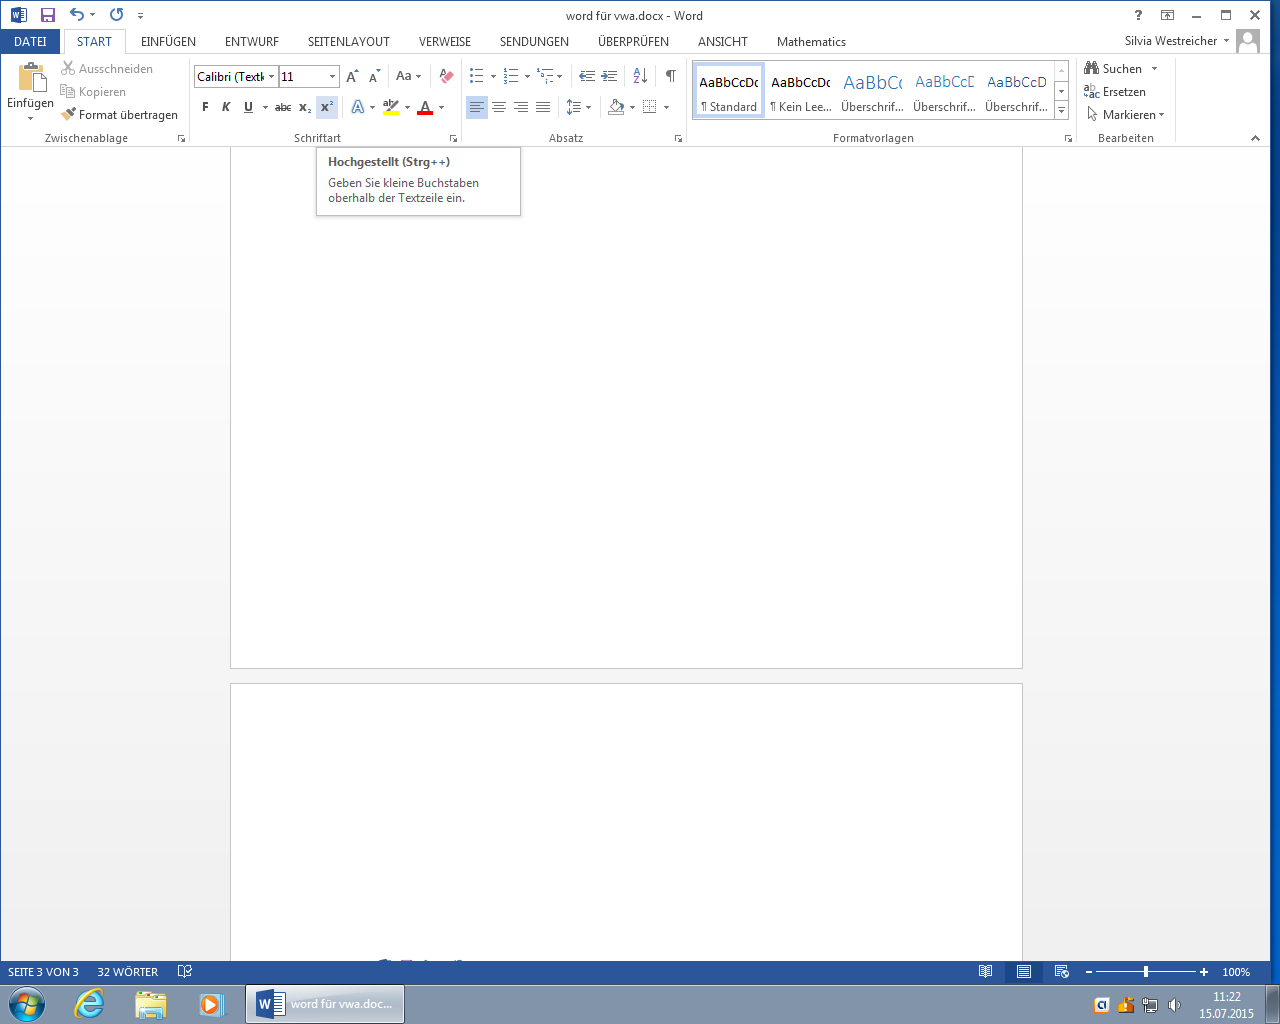 word für vwa.docx - Word
DATEI START EINFÜGEN ENTWURF SEITENLAYOUT VERWEISE SENDUNGEN ÜBERPRÜFEN ANSICHT Mathematics Silvia Westreicher
Einfügen
Ausschneiden
Kopieren
Format übertragen
Zwischenablage
Calibri (Textk 11 Aa
F K U abc x₂ x² A ab A
Schriftart
Absatz
AaBbCcDc AaBbCcDc AaBbC( AaBbCcD AaBbCcD
¶ Standard ¶ Kein Lee... Überschrif... Überschrif... Überschrif...
Formatvorlagen
Suchen
Ersetzen
Markieren
Bearbeiten
Hochgestellt (Strg++)
Geben Sie kleine Buchstaben
oberhalb der Textzeile ein.
SEITE 3 VON 3 32 WÖRTER 100%
word für vwa.doc...
11:22
15.07.2015